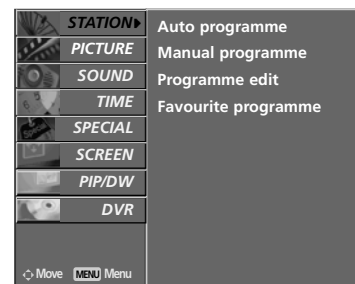 STATION
PICTURE
SOUND
TIME
SPECIAL
SCREEN
PIP/DW
DVR
Move MENU Menu
Auto programme
Manual programme
Programme edit
Favourite programme